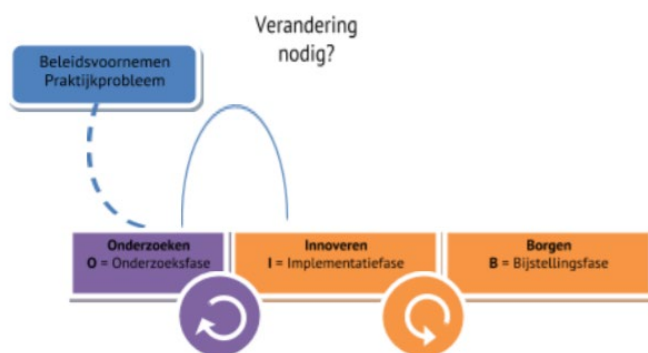 Verandering
nodig?
Beleidsvoornemen
Praktijkprobleem
Onderzoeken
O = Onderzoeksfase
Innoveren
I = Implementatiefase
Borgen
B = Bijstellingsfase